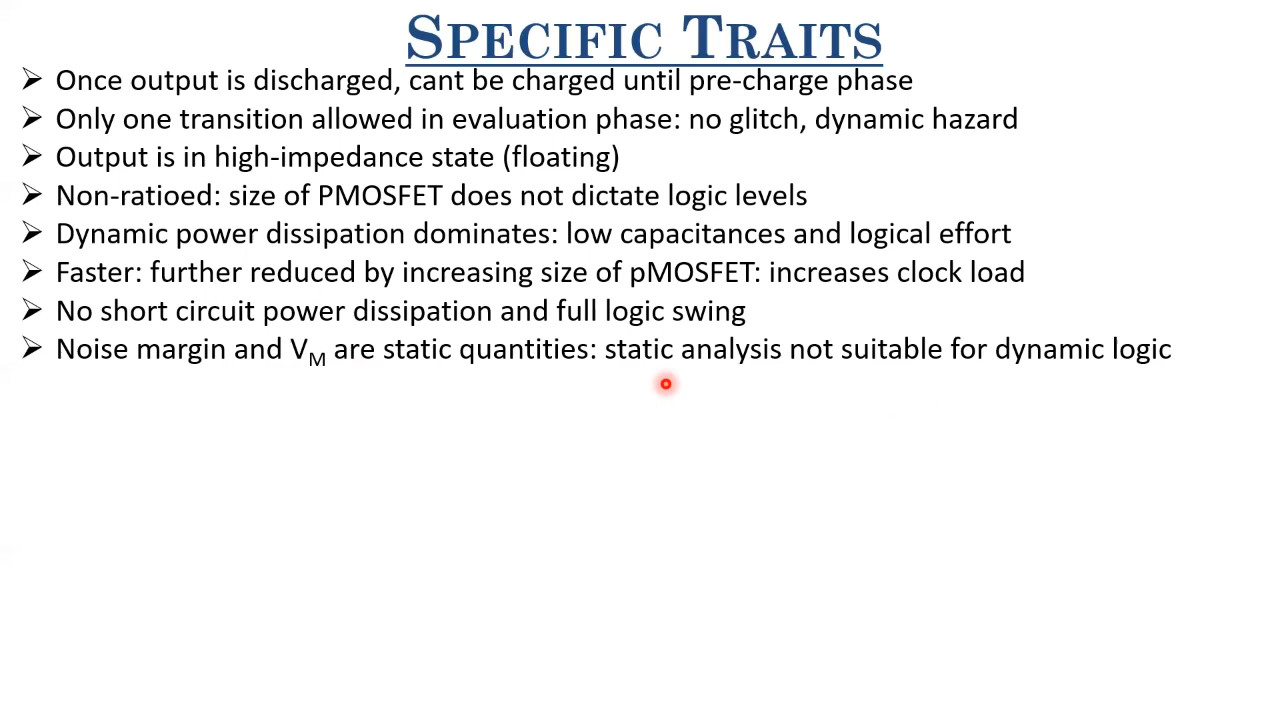 SPECIFIC TRAITS
➢ Once output is discharged, cant be charged until pre-charge phase
➢ Only one transition allowed in evaluation phase: no glitch, dynamic hazard
➢ Output is in high-impedance state (floating)
➢ Non-ratioed: size of PMOSFET does not dictate logic levels
➢ Dynamic power dissipation dominates: low capacitances and logical effort
➢ Faster: further reduced by increasing size of pMOSFET: increases clock load
➢ No short circuit power dissipation and full logic swing
➢ Noise margin and VM are static quantities: static analysis not suitable for dynamic logic